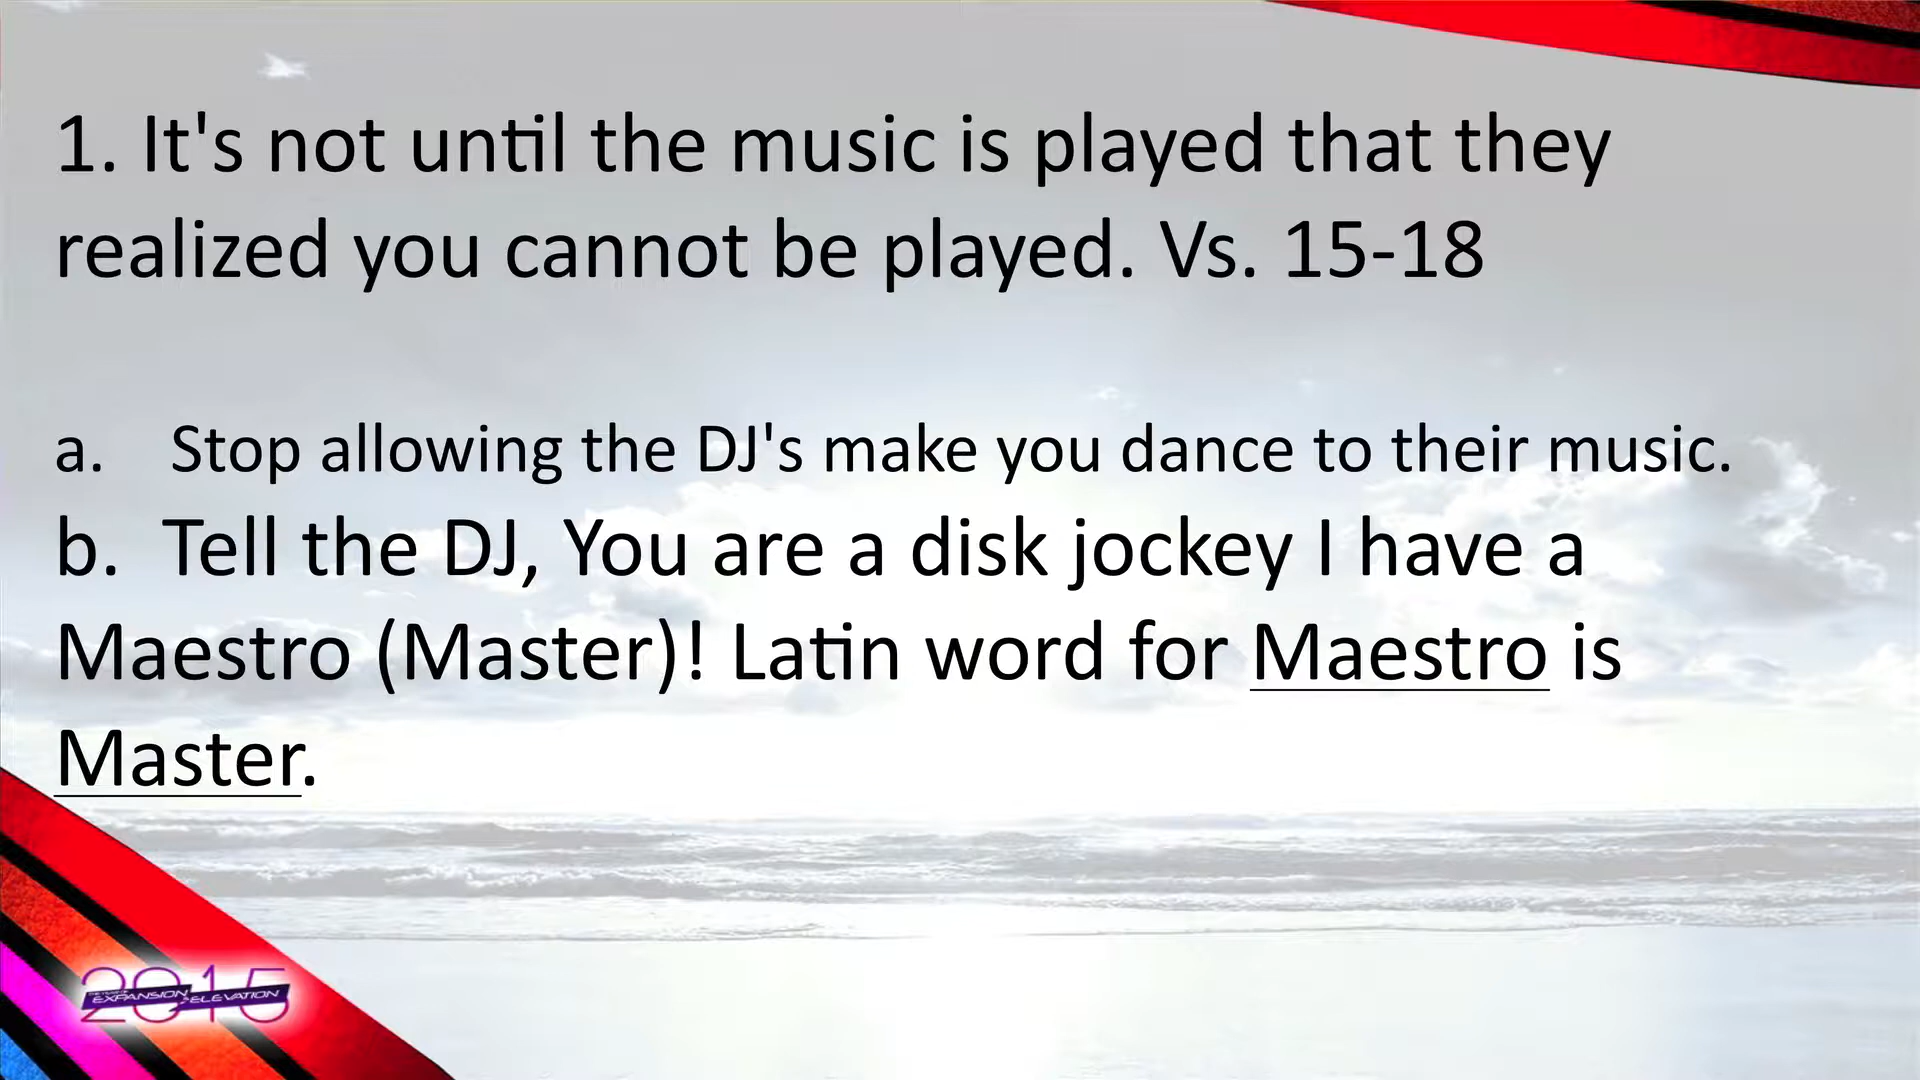 1. It's not until the music is played that they
realized you cannot be played. Vs. 15-18
a. Stop allowing the DJ's make you dance to their music.
b. Tell the DJ, You are a disk jockey I have a
Maestro (Master)! Latin word for Maestro is
Master.
2015
EXPANSION & ELEVATION